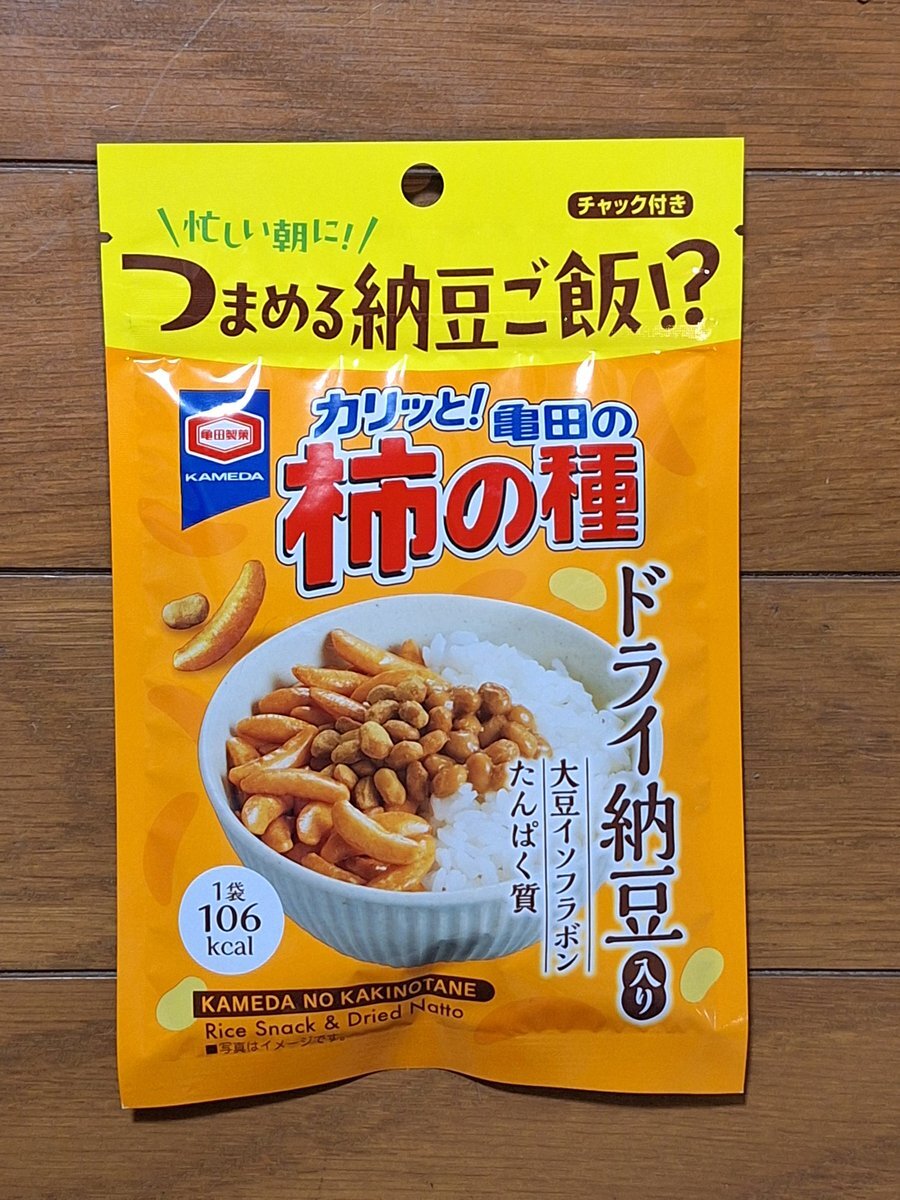 チャック付き
忙しい朝に!
つまめる納豆ご飯!?
亀田製菓
KAMEDA
カリッと!亀田の
柿の種
ドライ納豆入り
大豆イソフラボン
たんぱく質
1袋
106
kcal
KAMEDA NO KAKINOTANE
Rice Snack & Dried Natto
■写真はイメージです。